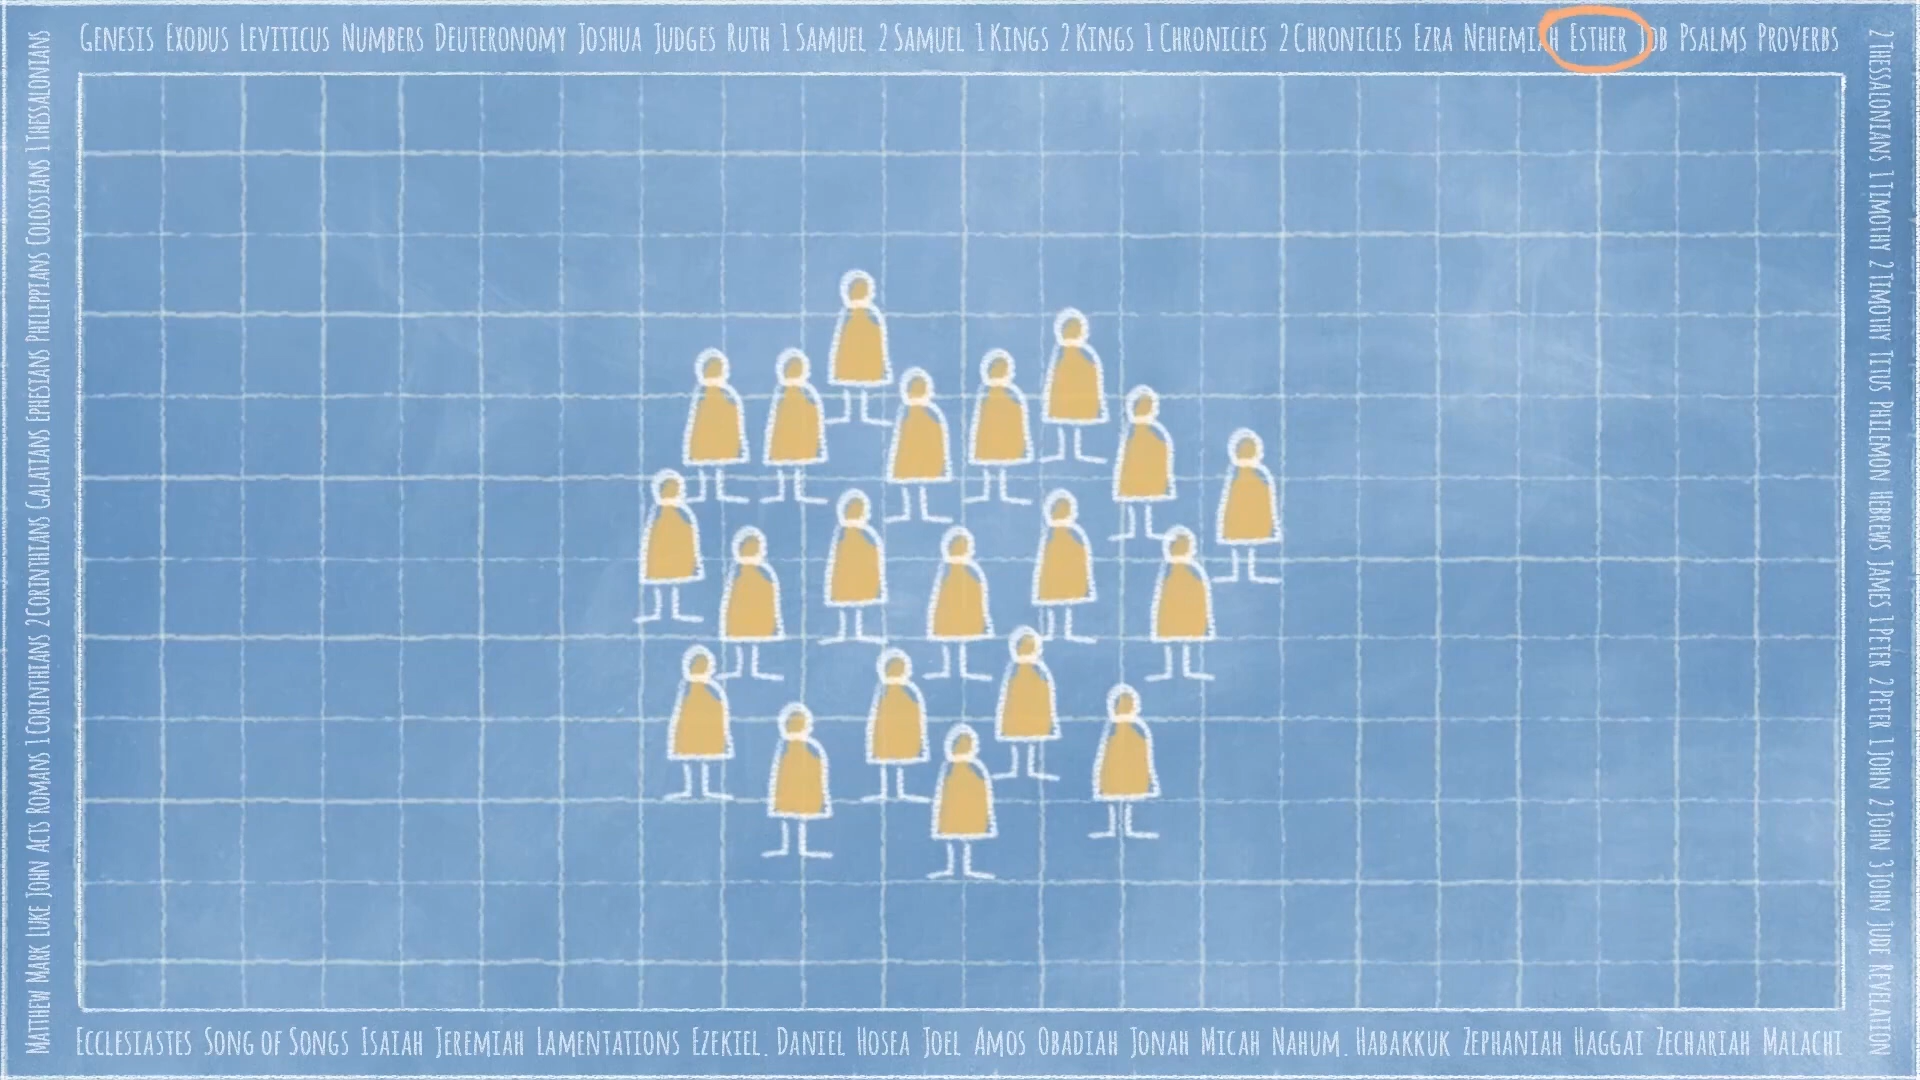 GENESIS EXODUS LEVITICUS NUMBERS DEUTERONOMY JOSHUA JUDGES RUTH 1 SAMUEL 2 SAMUEL 1 KINGS 2 KINGS 1 CHRONICLES 2 CHRONICLES EZRA NEHEMIAH ESTHER JOB PSALMS PROVERBS
ECCLESIASTES SONG OF SONGS ISAIAH JEREMIAH LAMENTATIONS EZEKIEL. DANIEL HOSEA JOEL AMOS OBADIAH JONAH MICAH NAHUM. HABAKKUK ZEPHANIAH HAGGAI ZECHARIAH MALACHI
MATTHEW MARK LUKE JOHN ACTS ROMANS 1 CORINTHIANS 2 CORINTHIANS GALATIANS EPHESIANS PHILIPPIANS COLOSSIANS 1 THESSALONIANS
2 THESSALONIANS 1 TIMOTHY 2 TIMOTHY TITUS PHILEMON HEBREWS JAMES 1 PETER 2 PETER 1 JOHN 2 JOHN 3 JOHN JUDE REVELATION